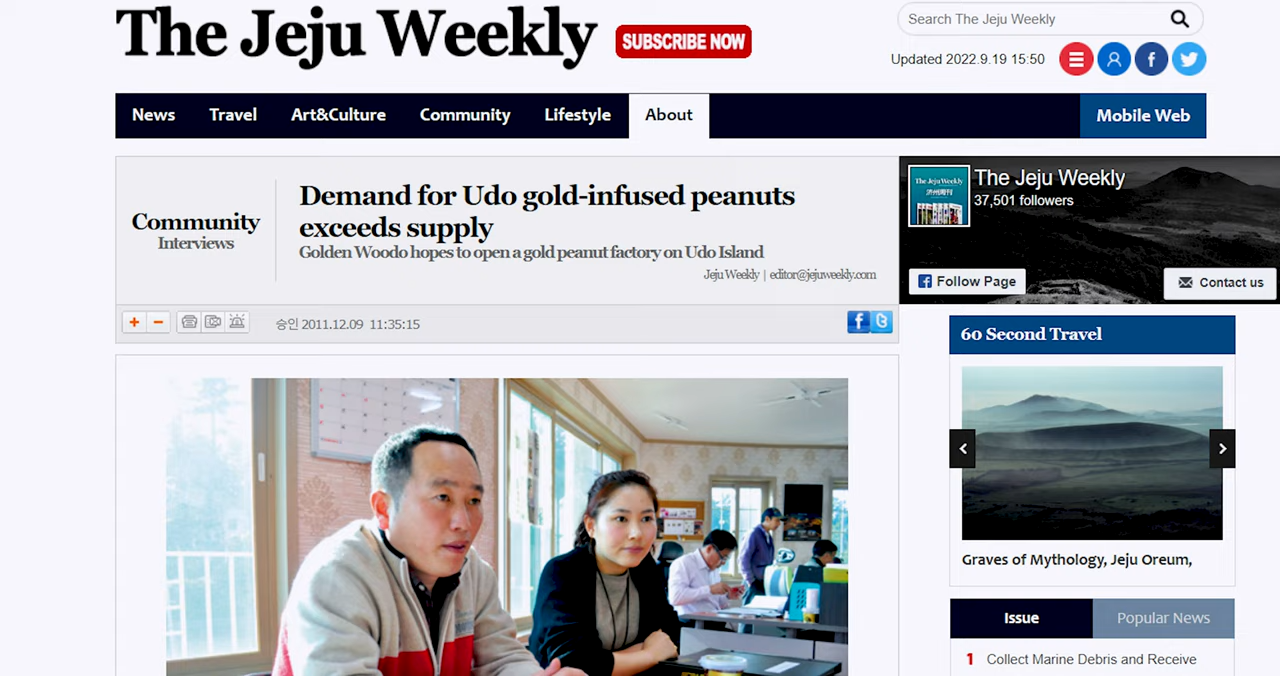 The Jeju Weekly
SUBSCRIBE NOW
Search The Jeju Weekly
Updated 2022.9.19 15:50
News Travel Art&Culture Community Lifestyle About Mobile Web
Community
Interviews
Demand for Udo gold-infused peanuts
exceeds supply
Golden Woodo hopes to open a gold peanut factory on Udo Island
Jeju Weekly | editor@jejuweekly.com
승인 2011.12.09 11:35:15
The Jeju Weekly
The Jeju Weekly
37,501 followers
Follow Page
Contact us
60 Second Travel
Graves of Mythology, Jeju Oreum,
Issue Popular News
1 Collect Marine Debris and Receive